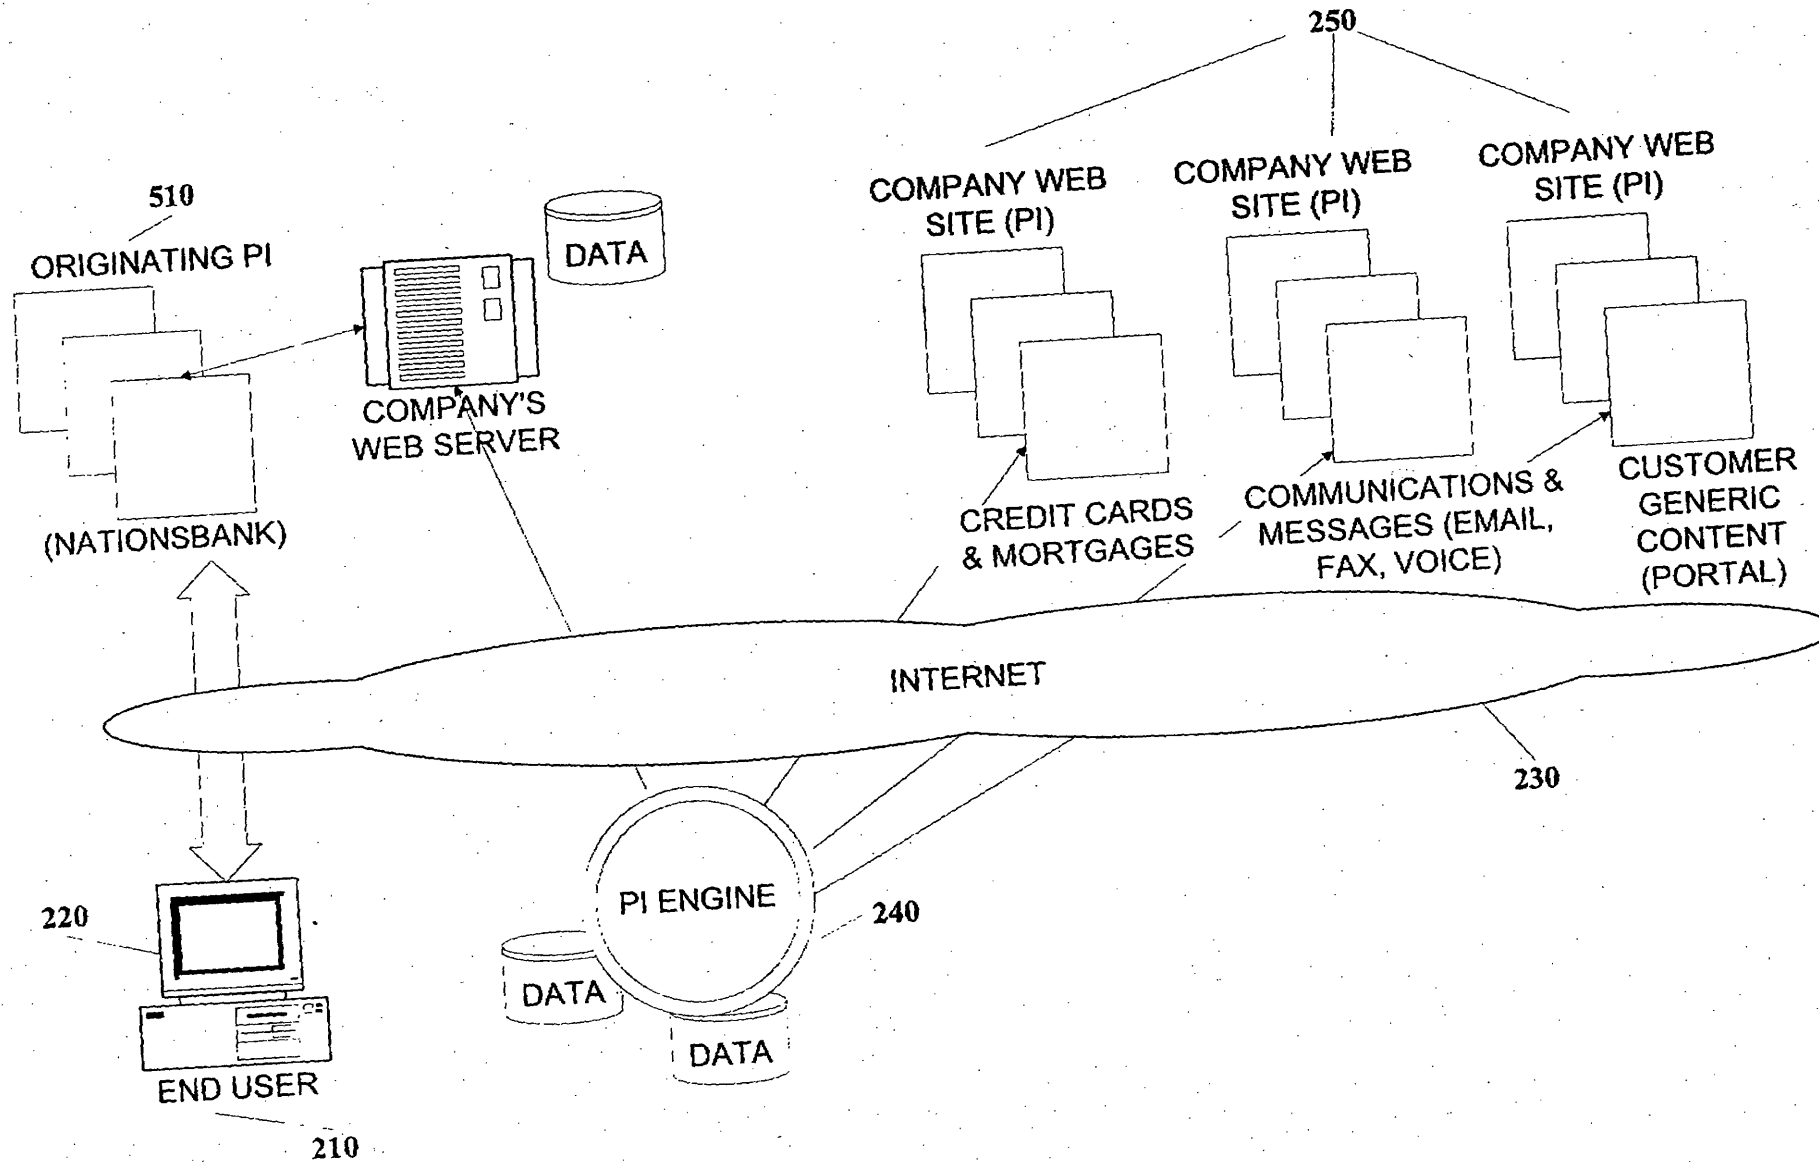 250
COMPANY WEB
SITE (PI)
COMPANY WEB
SITE (PI)
COMPANY WEB
SITE (PI)
510
ORIGINATING PI
DATA
COMPANY'S
WEB SERVER
(NATIONSBANK)
CREDIT CARDS
& MORTGAGES
COMMUNICATIONS &
MESSAGES (EMAIL,
FAX, VOICE)
CUSTOMER
GENERIC
CONTENT
(PORTAL)
INTERNET
230
PI ENGINE
240
220
DATA
DATA
END USER
210